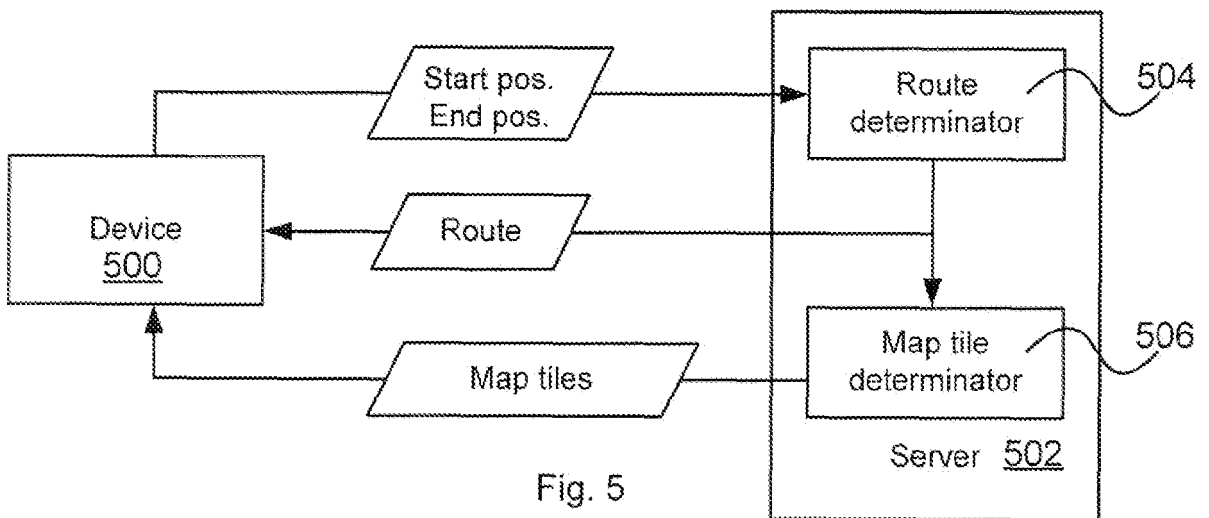 Start pos.
End pos.
Route
determinator
504
Device
500
Route
Map tiles
Map tile
determinator
506
Server 502
Fig. 5